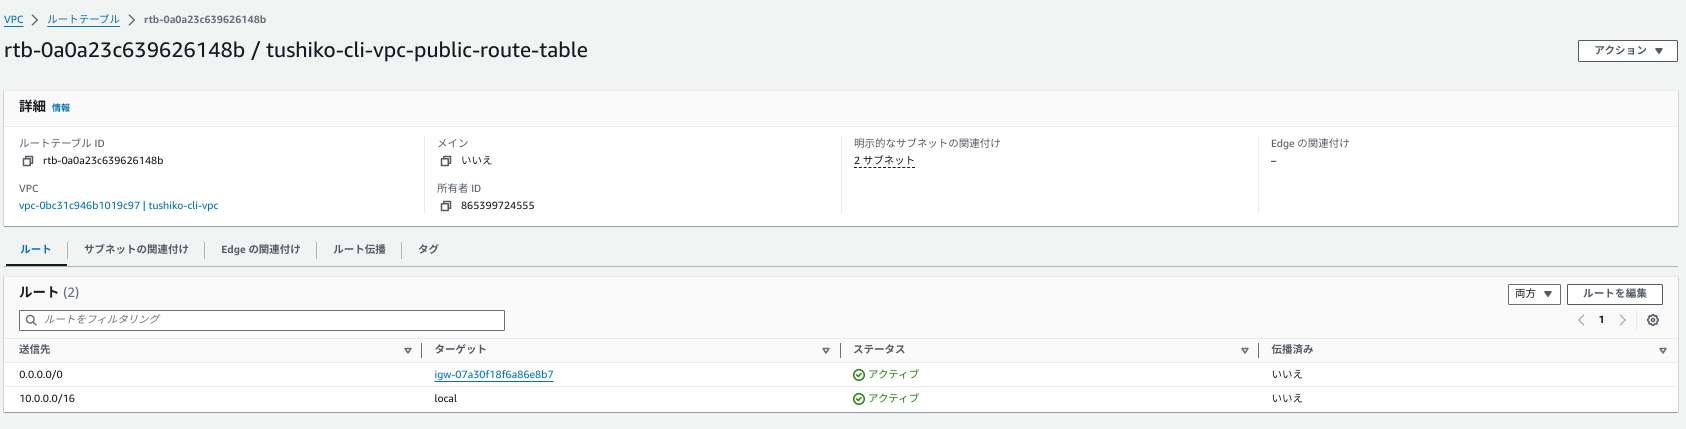 VPC > ルートテーブル > rtb-0a0a23c639626148b
rtb-0a0a23c639626148b / tushiko-cli-vpc-public-route-table
アクション
詳細 情報
ルートテーブル ID
rtb-0a0a23c639626148b
メイン
いいえ
明示的なサブネットの関連付け
2 サブネット
Edge の関連付け
–
VPC
vpc-0bc31c946b1019c97 | tushiko-cli-vpc
所有者 ID
865399724555
ルート サブネットの関連付け Edge の関連付け ルート伝播 タグ
ルート (2)
両方 ルートを編集
ルートをフィルタリング
1
送信先 ターゲット ステータス 伝播済み
0.0.0.0/0 igw-07a30f18f6a86e8b7 アクティブ いいえ
10.0.0.0/16 local アクティブ いいえ